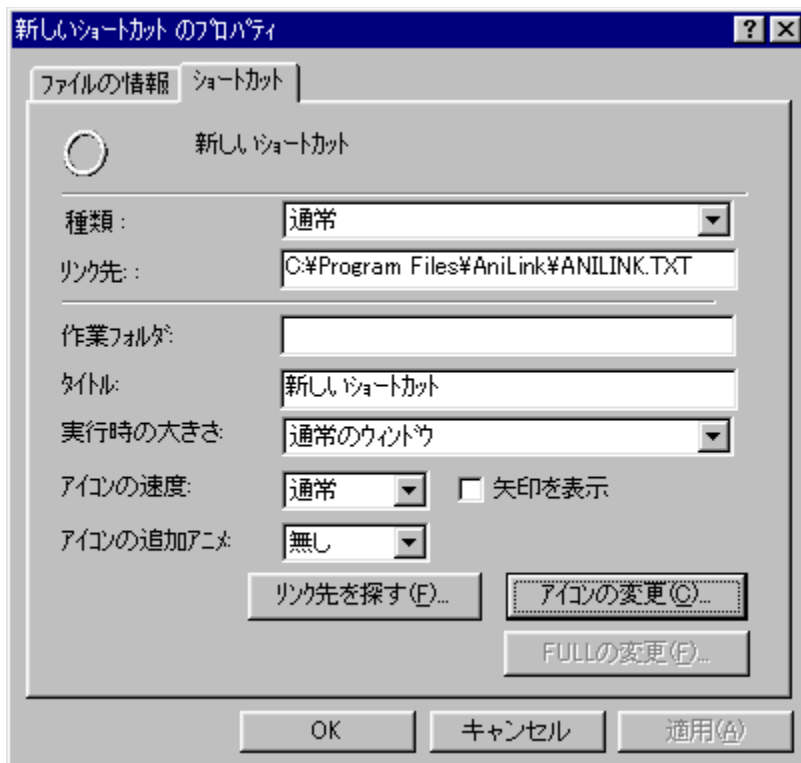 新しいショートカット のプロパティ
ファイルの情報 ショートカット
新しいショートカット
種類 : 通常
リンク先: : C:¥Program Files¥AniLink¥ANILINK.TXT
作業フォルダ:
タイトル: 新しいショートカット
実行時の大きさ: 通常のウィンドウ
アイコンの速度: 通常 矢印を表示
アイコンの追加アニメ: 無し
リンク先を探す(F)... アイコンの変更(C)...
FULLの変更(F)...
OK キャンセル 適用(A)